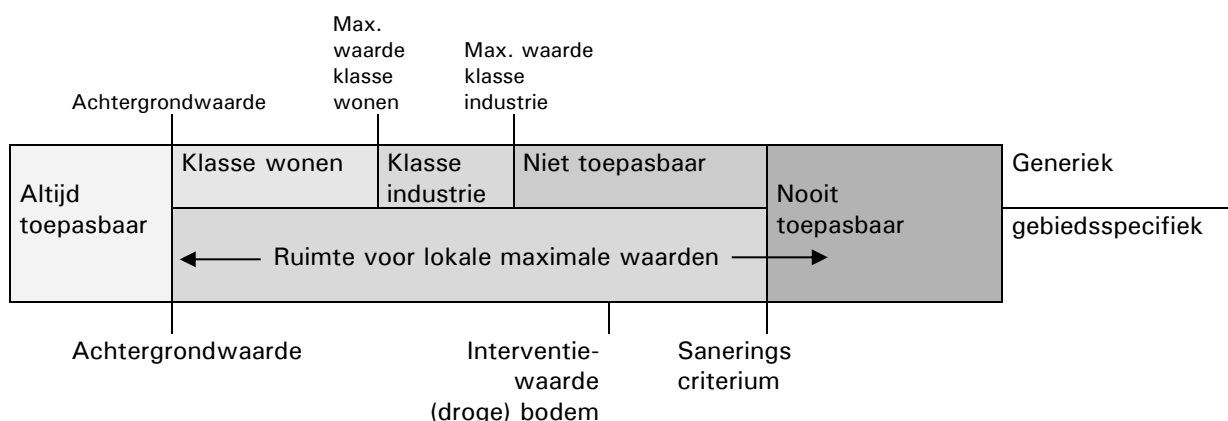 Max.
waarde
klasse
wonen
Max. waarde
klasse
industrie
Achtergrondwaarde
Altijd
toepasbaar
Klasse wonen
Klasse
industrie
Niet toepasbaar
Nooit
toepasbaar
Generiek
gebiedsspecifiek
Ruimte voor lokale maximale waarden
Achtergrondwaarde
Interventie-
waarde
(droge) bodem
Sanerings
criterium